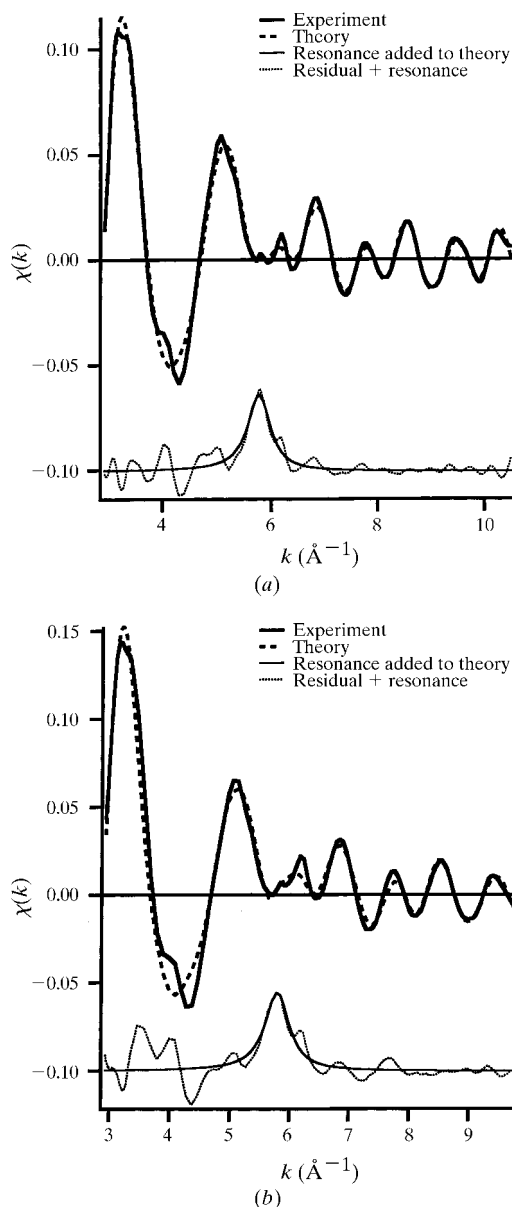 Experiment
Theory
Resonance added to theory
Residual + resonance
0.10
0.05
0.00
−0.05
−0.10
χ(k)
4 6 8 10
k (Å⁻¹)
(a)
Experiment
Theory
Resonance added to theory
Residual + resonance
0.15
0.10
0.05
0.00
−0.05
−0.10
χ(k)
3 4 5 6 7 8 9
k (Å⁻¹)
(b)